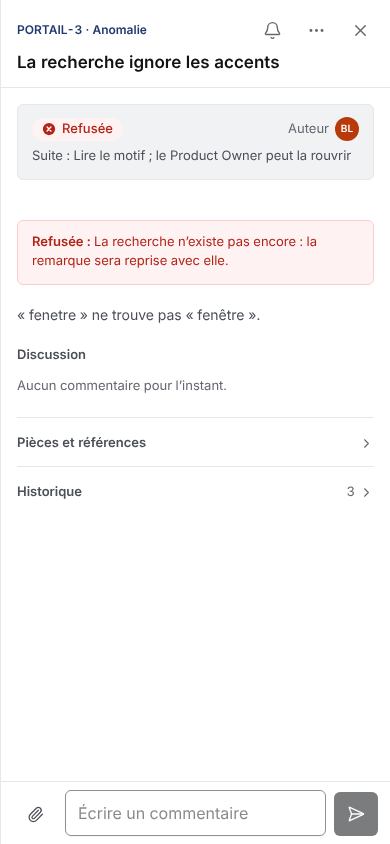 PORTAIL-3 · Anomalie
La recherche ignore les accents
Refusée
Auteur BL
Suite : Lire le motif ; le Product Owner peut la rouvrir
Refusée : La recherche n’existe pas encore : la
remarque sera reprise avec elle.
« fenetre » ne trouve pas « fenêtre ».
Discussion
Aucun commentaire pour l’instant.
Pièces et références
Historique 3
Écrire un commentaire